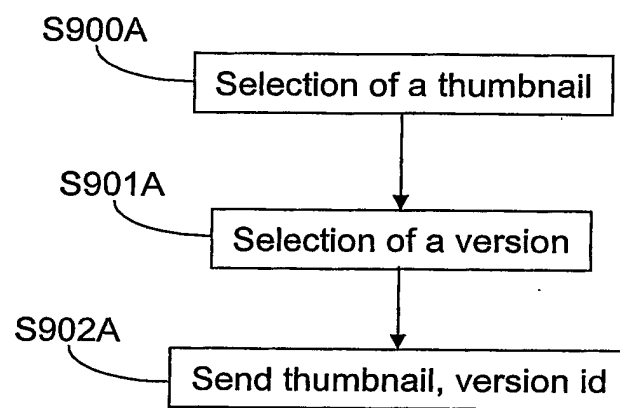 S900A
Selection of a thumbnail
S901A
Selection of a version
S902A
Send thumbnail, version id